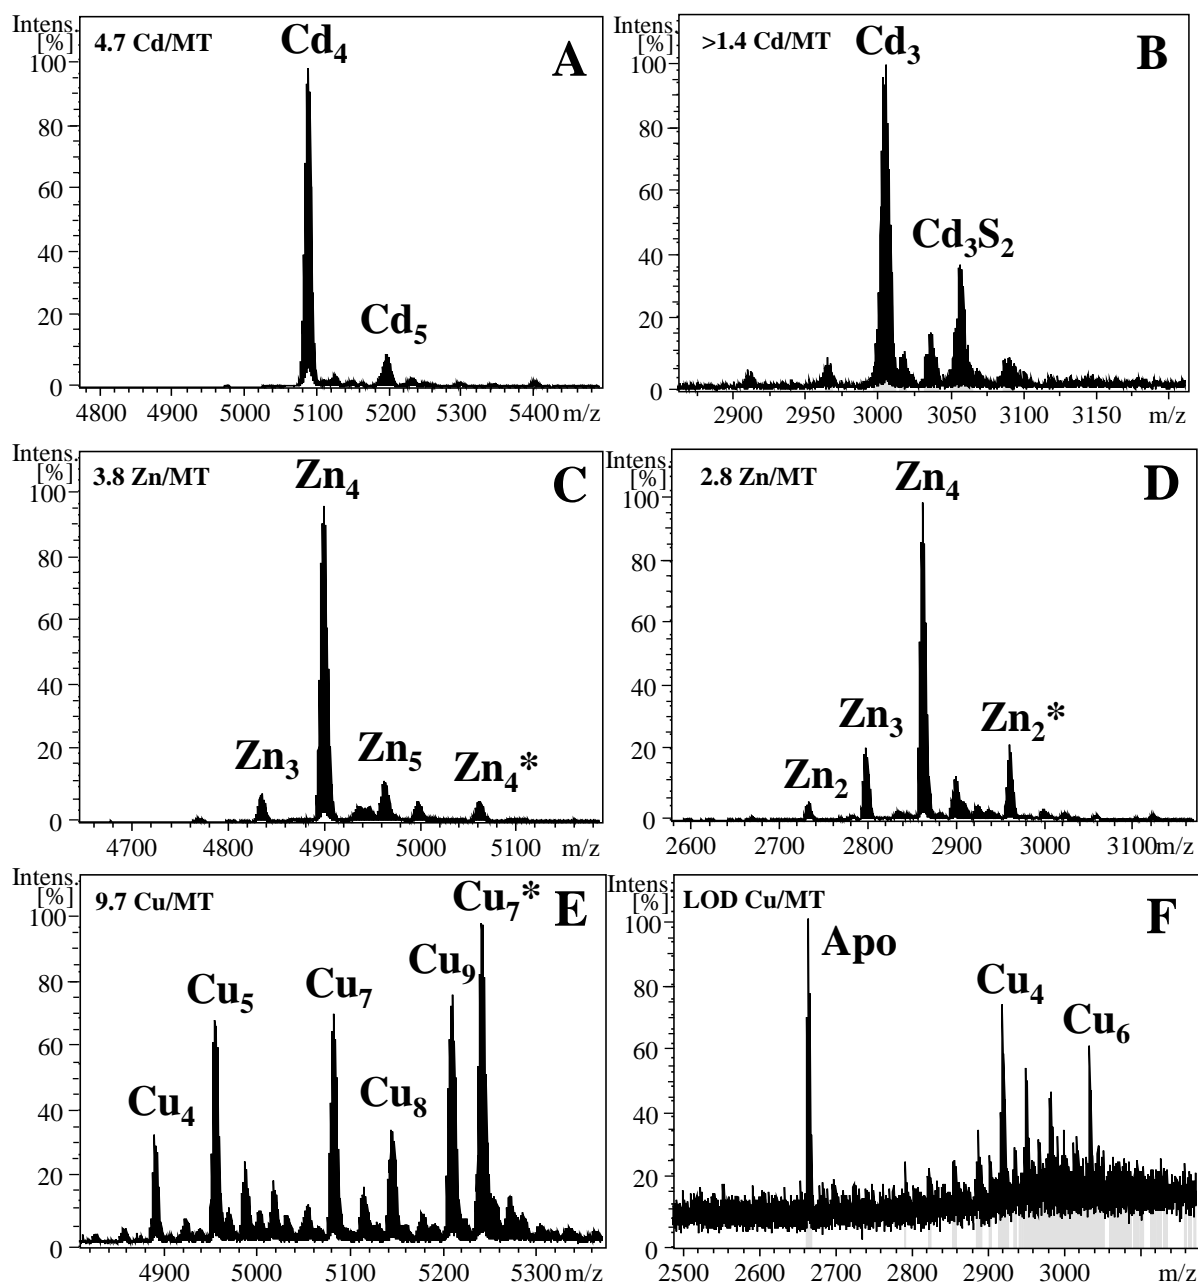 Intens.
[%]
4.7 Cd/MT
Cd4
A
100
80
60
40
20
0
Cd5
4800 4900 5000 5100 5200 5300 5400 m/z
Intens.
[%]
>1.4 Cd/MT
Cd3
B
100
80
60
40
20
0
Cd3S2
2900 2950 3000 3050 3100 3150 m/z
Intens.
[%]
3.8 Zn/MT
Zn4
C
100
80
60
40
20
0
Zn3
Zn5
Zn4*
4700 4800 4900 5000 5100 m/z
Intens.
[%]
2.8 Zn/MT
Zn4
D
100
80
60
40
20
0
Zn2
Zn3
Zn2*
2600 2700 2800 2900 3000 3100m/z
Intens.
[%]
9.7 Cu/MT
Cu7*
E
100
80
60
40
20
0
Cu4
Cu5
Cu7
Cu8
Cu9
4900 5000 5100 5200 5300m/z
Intens.
[%]
LOD Cu/MT
F
100
80
60
40
20
0
Apo
Cu4
Cu6
2500 2600 2700 2800 2900 3000 m/z